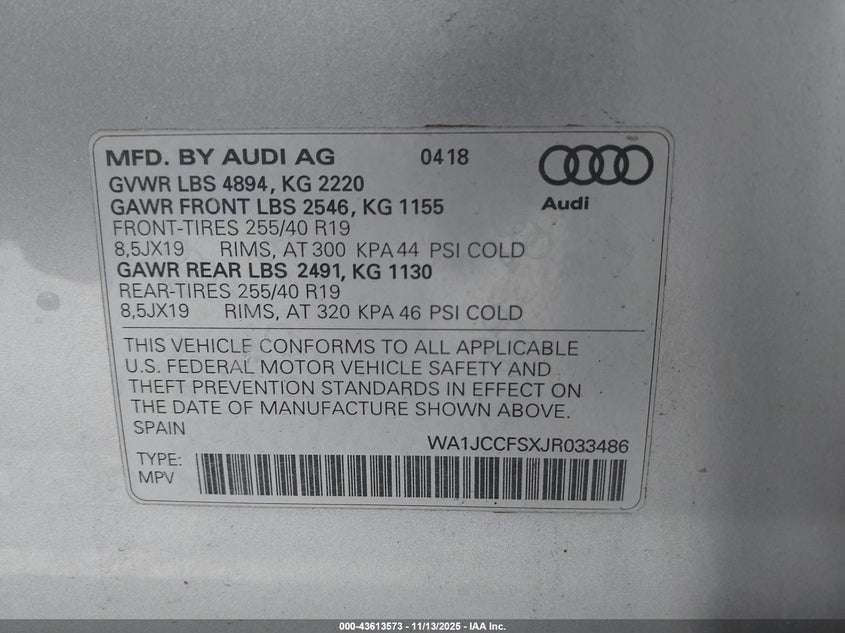 MFD. BY AUDI AG 0418
Audi
GVWR LBS 4894, KG 2220
GAWR FRONT LBS 2546, KG 1155
FRONT-TIRES 255/40 R19
8,5JX19 RIMS, AT 300 KPA 44 PSI COLD
GAWR REAR LBS 2491, KG 1130
REAR-TIRES 255/40 R19
8,5JX19 RIMS, AT 320 KPA 46 PSI COLD
THIS VEHICLE CONFORMS TO ALL APPLICABLE
U.S. FEDERAL MOTOR VEHICLE SAFETY AND
THEFT PREVENTION STANDARDS IN EFFECT ON
THE DATE OF MANUFACTURE SHOWN ABOVE.
SPAIN
WA1JCCFSXJR033486
TYPE:
MPV
000-43613573 - 11/13/2025 - IAA Inc.